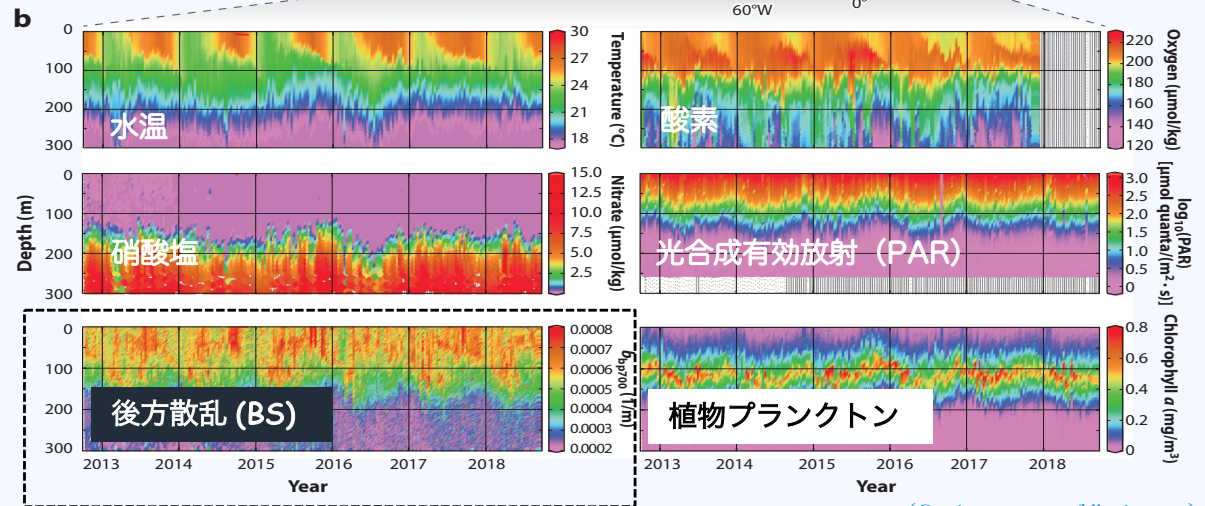 b
60°W
0°
0
100
200
300
水温
30
27
24
21
18
Temperature (°C)
酸素
220
200
180
160
140
120
Oxygen (µmol/kg)
Depth (m)
0
100
200
300
硝酸塩
15.0
12.5
10.0
7.5
5.0
2.5
Nitrate (µmol/kg)
光合成有効放射（PAR）
3.0
2.5
2.0
1.5
1.0
0.5
0
log10(PAR)
[µmol quanta/(m²・s)]
0
100
200
300
後方散乱 (BS)
0.0008
0.0007
0.0006
0.0005
0.0004
0.0003
0.0002
bbp700 (1/m)
2013 2014 2015 2016 2017 2018
Year
植物プランクトン
0.8
0.6
0.4
0.2
0
Chlorophyll a (mg/m³)
2013 2014 2015 2016 2017 2018
Year